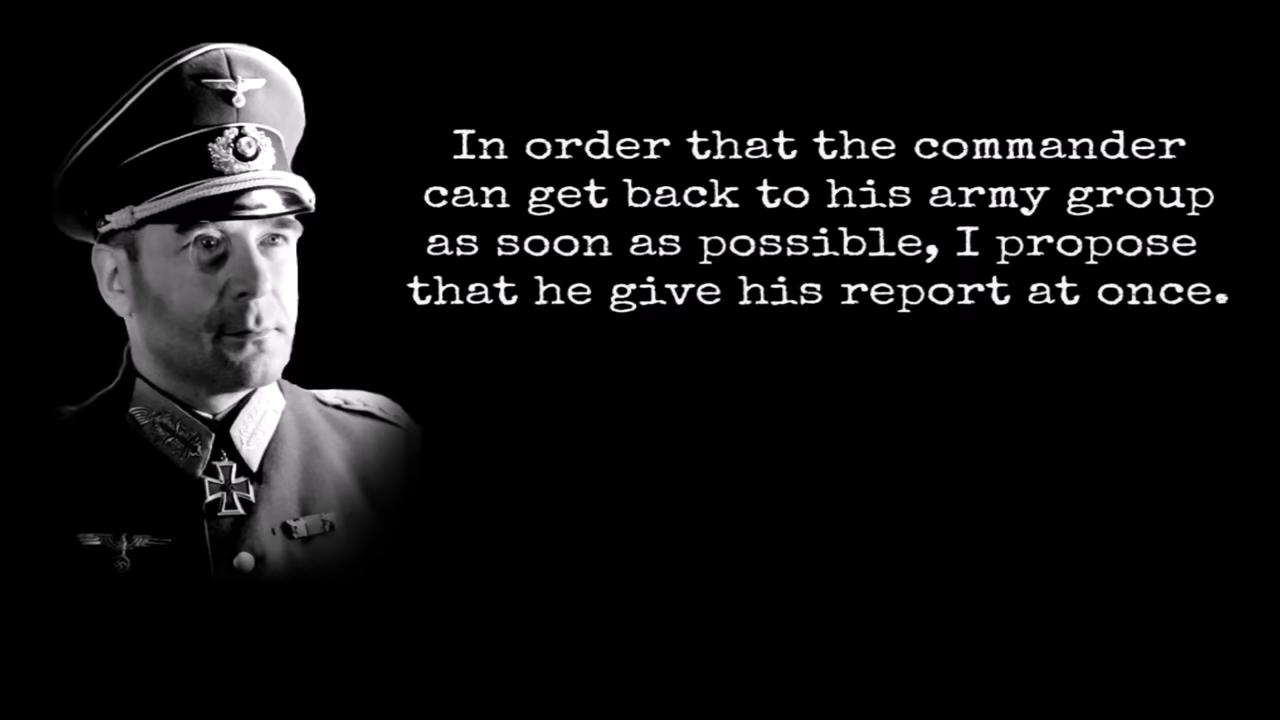 In order that the commander
can get back to his army group
as soon as possible, I propose
that he give his report at once.